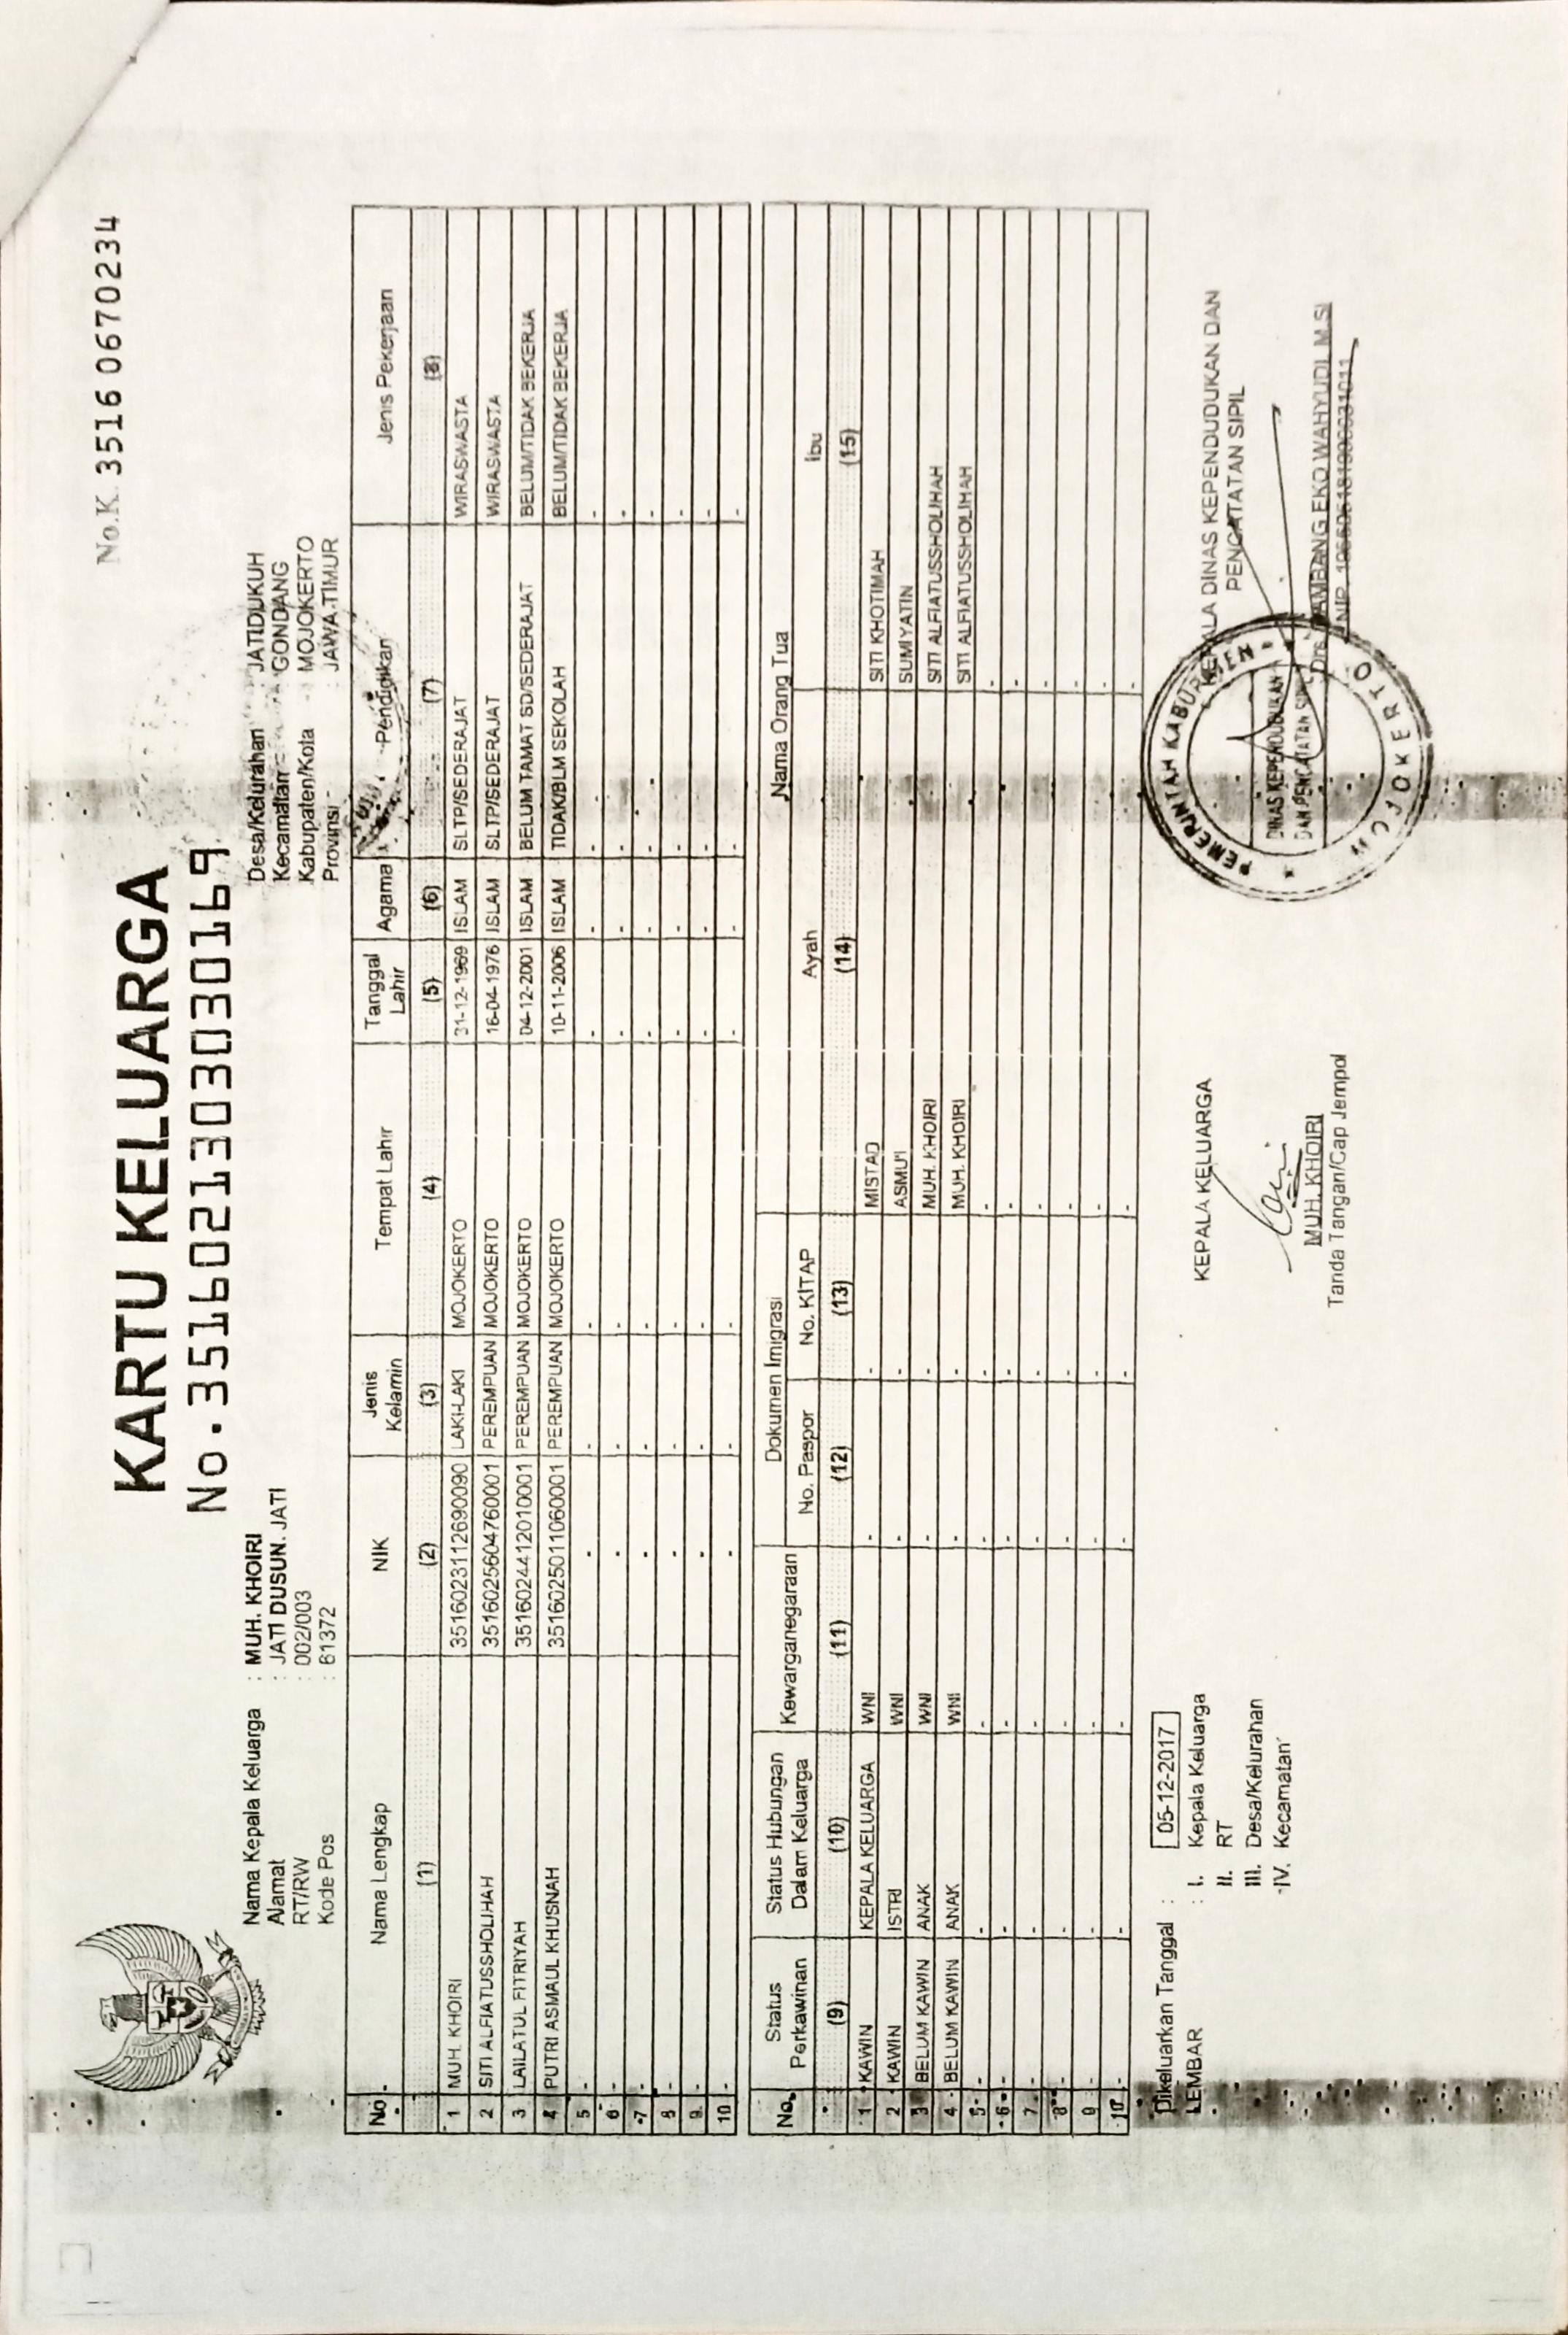 No.K. 3516 0670234
KARTU KELUARGA
No.3516021303030169
Nama Kepala Keluarga : MUH. KHOIRI
Alamat : JATI DUSUN. JATI
RT/RW : 002/003
Kode Pos : 61372
Desa/Kelurahan : JATIDUKUH
Kecamatan : GONDANG
Kabupaten/Kota : MOJOKERTO
Provinsi : JAWA TIMUR
No Nama Lengkap NIK Jenis Kelamin Tempat Lahir Tanggal Lahir Agama Pendidikan Jenis Pekerjaan
(1) (2) (3) (4) (5) (6) (7) (8)
1 MUH. KHOIRI 3516023112690090 LAKI-LAKI MOJOKERTO 31-12-1969 ISLAM SLTP/SEDERAJAT WIRASWASTA
2 SITI ALFIATUSSHOLIHAH 3516025604760001 PEREMPUAN MOJOKERTO 16-04-1976 ISLAM SLTP/SEDERAJAT WIRASWASTA
3 LAILATUL FITRIYAH 3516024412010001 PEREMPUAN MOJOKERTO 04-12-2001 ISLAM BELUM TAMAT SD/SEDERAJAT BELUM/TIDAK BEKERJA
4 PUTRI ASMAUL KHUSNAH 3516025011060001 PEREMPUAN MOJOKERTO 10-11-2006 ISLAM TIDAK/BLM SEKOLAH BELUM/TIDAK BEKERJA
5 - - - - - - - -
6 - - - - - - - -
7 - - - - - - - -
8 - - - - - - - -
9 - - - - - - - -
10 - - - - - - - -
No. Status Perkawinan Status Hubungan Dalam Keluarga Kewarganegaraan Dokumen Imigrasi Nama Orang Tua
No. Paspor No. KITAP Ayah Ibu
(9) (10) (11) (12) (13) (14) (15)
1 KAWIN KEPALA KELUARGA WNI - - MISTAD SITI KHOTIMAH
2 KAWIN ISTRI WNI - - ASMU'I SUMIYATIN
3 BELUM KAWIN ANAK WNI - - MUH. KHOIRI SITI ALFIATUSSHOLIHAH
4 BELUM KAWIN ANAK WNI - - MUH. KHOIRI SITI ALFIATUSSHOLIHAH
5 - - - - - - -
6 - - - - - - -
7 - - - - - - -
8 - - - - - - -
9 - - - - - - -
10 - - - - - - -
Dikeluarkan Tanggal : 05-12-2017
LEMBAR : I. Kepala Keluarga
II. RT
III. Desa/Kelurahan
IV. Kecamatan
KEPALA KELUARGA
MUH. KHOIRI
Tanda Tangan/Cap Jempol
KEPALA DINAS KEPENDUDUKAN DAN
PENCATATAN SIPIL
PEMERINTAH KABUPATEN
DINAS KEPENDUDUKAN
DAN PENCATATAN SIPIL
MOJOKERTO
Drs. BAMBANG EKO WAHYUDI, M.SI
NIP.